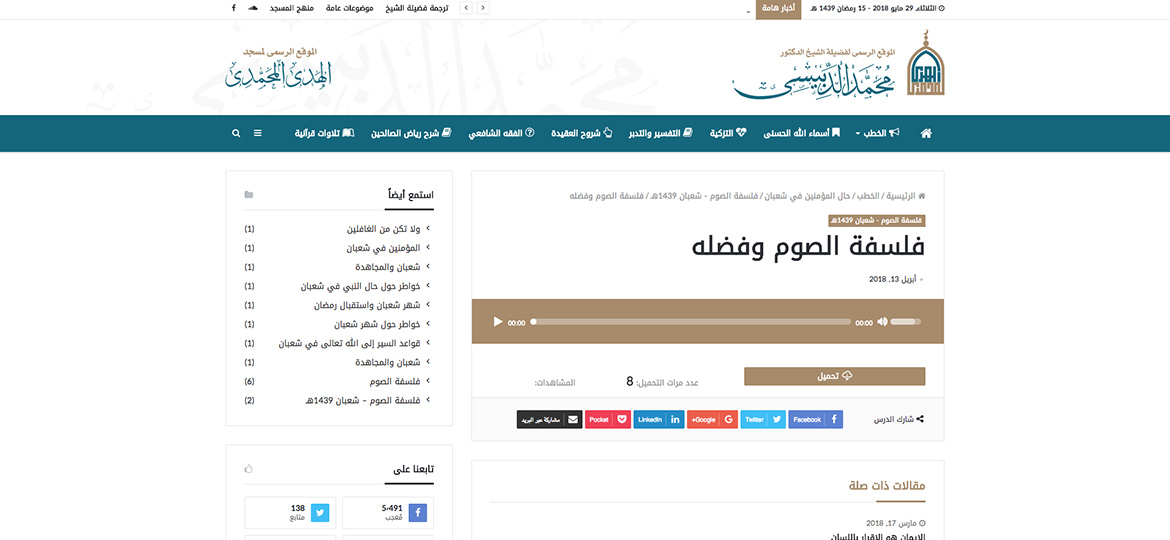 الثلاثاء, 29 مايو 2018 - 15 رمضان 1439 هـ
أخبار هامة
ترجمة فضيلة الشيخ
موضوعات عامة
منهج المسجد
الموقع الرسمى لفضيلة الشيخ الدكتور
محمد الدبيسى
الموقع الرسمى لمسجد
الهدى المحمدى
الخطب
أسماء الله الحسنى
التزكية
التفسير والتدبر
شروح العقيدة
الفقه الشافعي
شرح رياض الصالحين
تلاوات قرآنية
الرئيسية / الخطب / حال المؤمنين في شعبان / فلسفة الصوم - شعبان 1439هـ / فلسفة الصوم وفضله
فلسفة الصوم - شعبان 1439هـ
فلسفة الصوم وفضله
أبريل 13, 2018
00:00
00:00
تحميل
عدد مرات التحميل: 8
المشاهدات:
شارك الدرس
Facebook
Twitter
Google+
LinkedIn
Pocket
مشاركة عبر البريد
مقالات ذات صلة
مارس 17, 2018
الإيمان هو الإقرار باللسان
استمع أيضاً
ولا تكن من الغافلين (1)
المؤمنين في شعبان (1)
شعبان والمجاهدة (1)
خواطر حول حال النبي في شعبان (1)
شهر شعبان واستقبال رمضان (1)
خواطر حول شهر شعبان (1)
قواعد السير إلى الله تعالى في شعبان (1)
شعبان والمجاهدة (1)
فلسفة الصوم (6)
فلسفة الصوم – شعبان 1439هـ (2)
تابعنا على
5٬491
مُعجب
138
متابع